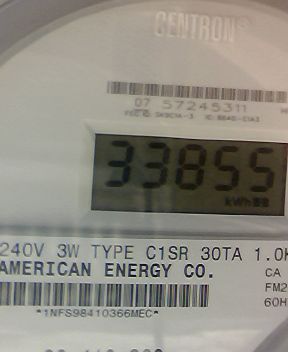 CENTRON®
07 57245311
33855
kWh
240V 3W TYPE C1SR 30TA 1.0K
AMERICAN ENERGY CO.
CA
FM2
60H
*1NFS98410366MEC*